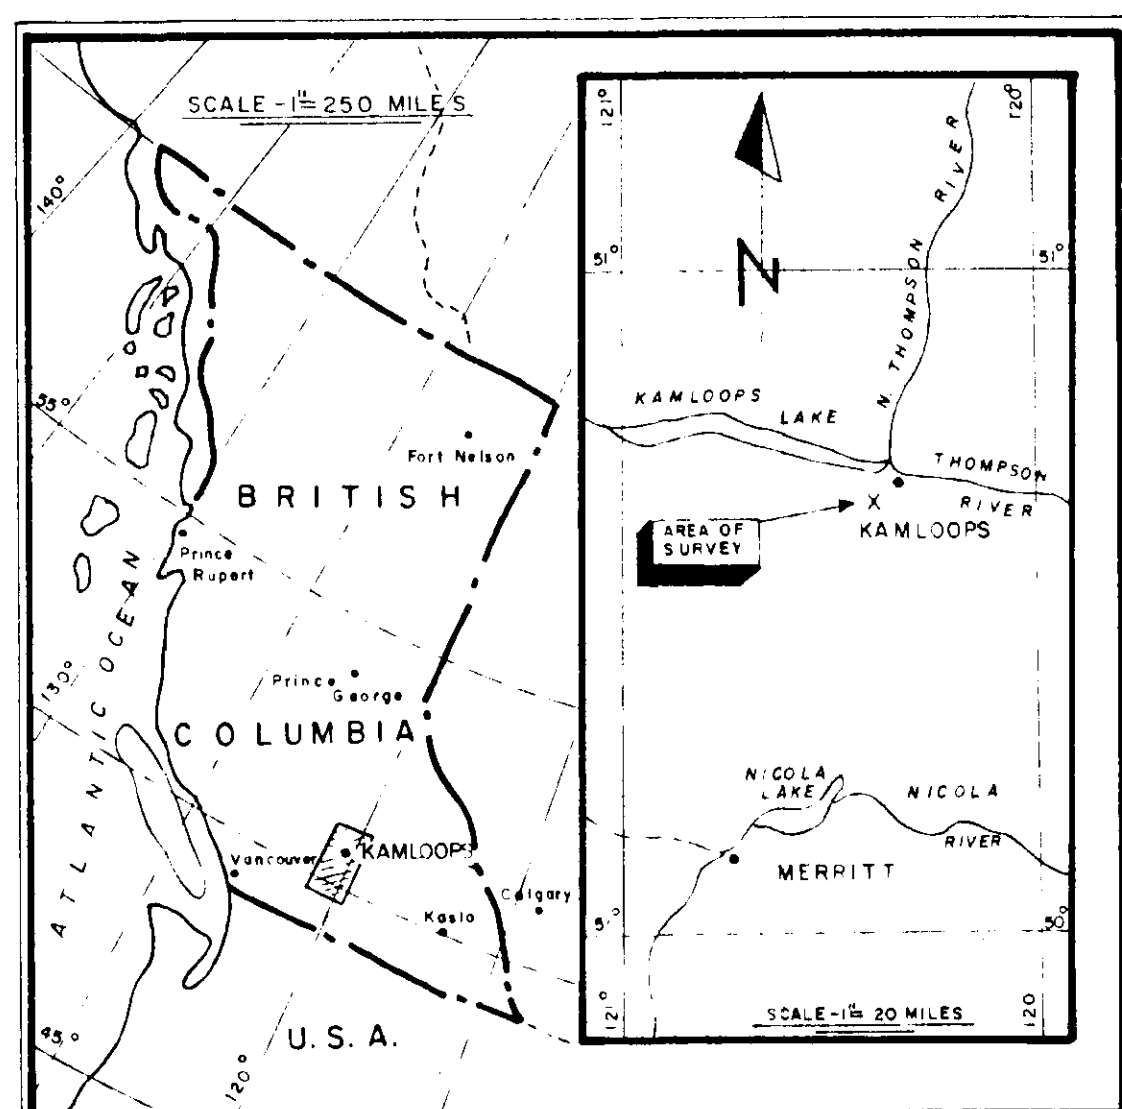 SCALE - 1" = 250 MILES
140°
55°
130°
45°
120°
BRITISH
COLUMBIA
ATLANTIC OCEAN
Fort Nelson
Prince
Rupert
Prince
George
Vancouver
KAMLOOPS
Kaslo
Calgary
U.S.A.
121°
120°
51°
51°
N
N. THOMPSON RIVER
KAMLOOPS LAKE
THOMPSON
RIVER
KAMLOOPS
X
AREA OF
SURVEY
NICOLA
LAKE
NICOLA
RIVER
MERRITT
50°
121°
120
SCALE - 1" = 20 MILES